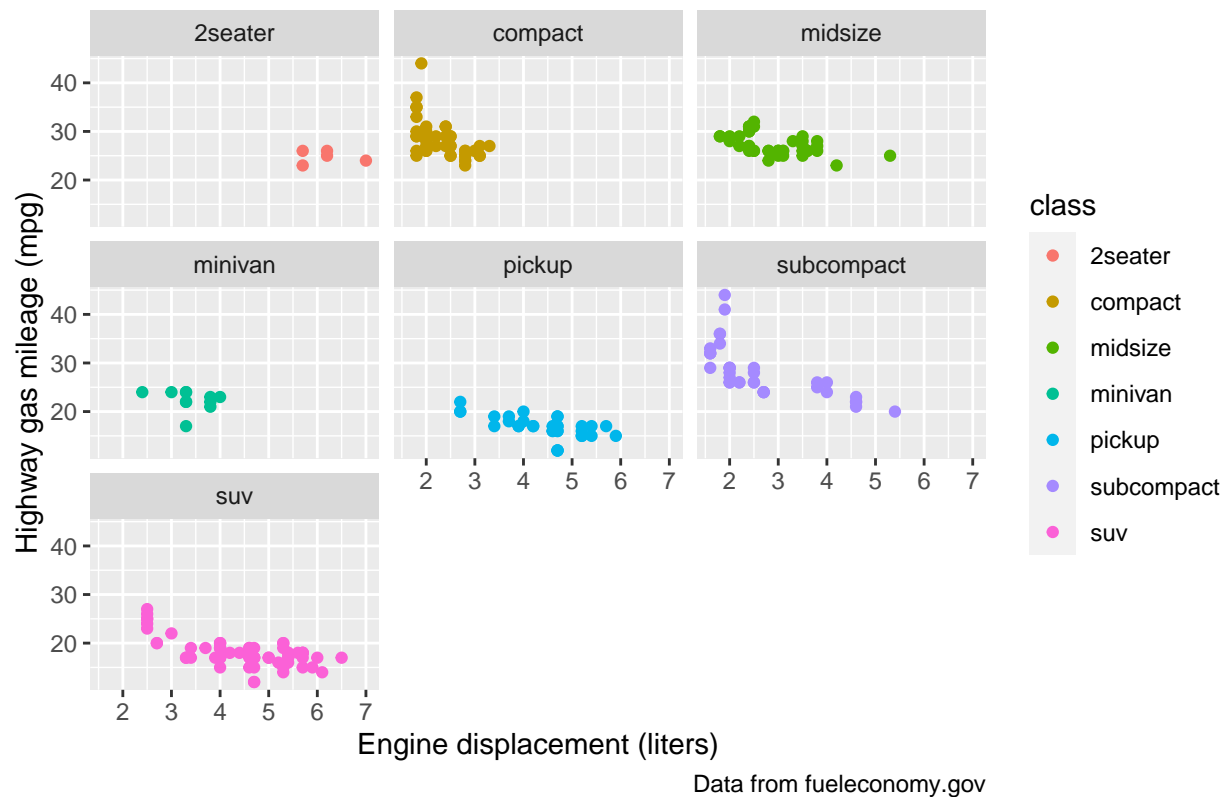 2seater compact midsize
40
30
20
minivan pickup subcompact
40
30
20
2 3 4 5 6 7 2 3 4 5 6 7
suv
40
30
20
2 3 4 5 6 7
Highway gas mileage (mpg)
Engine displacement (liters)
Data from fueleconomy.gov
class
2seater
compact
midsize
minivan
pickup
subcompact
suv